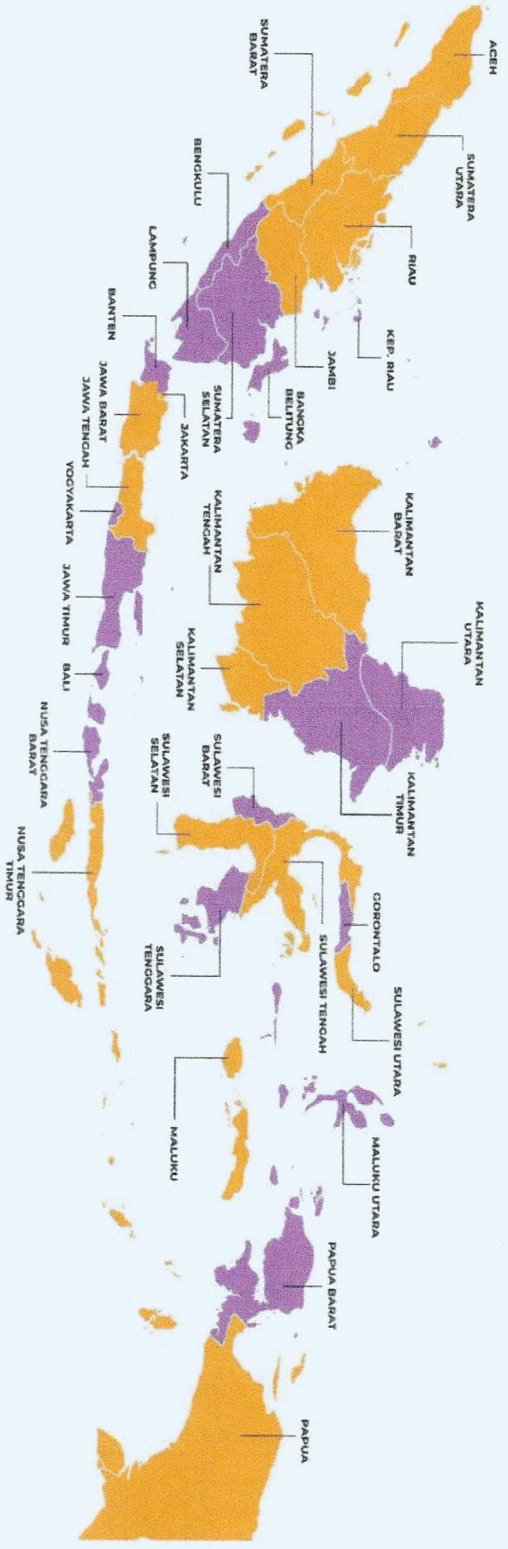 ACEH
SUMATERA
UTARA
SUMATERA
BARAT
RIAU
KEP. RIAU
JAMBI
BENGKULU
BANGKA
BELITUNG
SUMATERA
SELATAN
LAMPUNG
BANTEN
JAKARTA
JAWA BARAT
JAWA TENGAH
YOGYAKARTA
JAWA TIMUR
BALI
NUSA TENGGARA
BARAT
NUSA TENGGARA
TIMUR
KALIMANTAN
BARAT
KALIMANTAN
TENGAH
KALIMANTAN
SELATAN
KALIMANTAN
UTARA
KALIMANTAN
TIMUR
SULAWESI
BARAT
SULAWESI
SELATAN
GORONTALO
SULAWESI UTARA
SULAWESI TENGAH
SULAWESI
TENGGARA
MALUKU UTARA
MALUKU
PAPUA BARAT
PAPUA